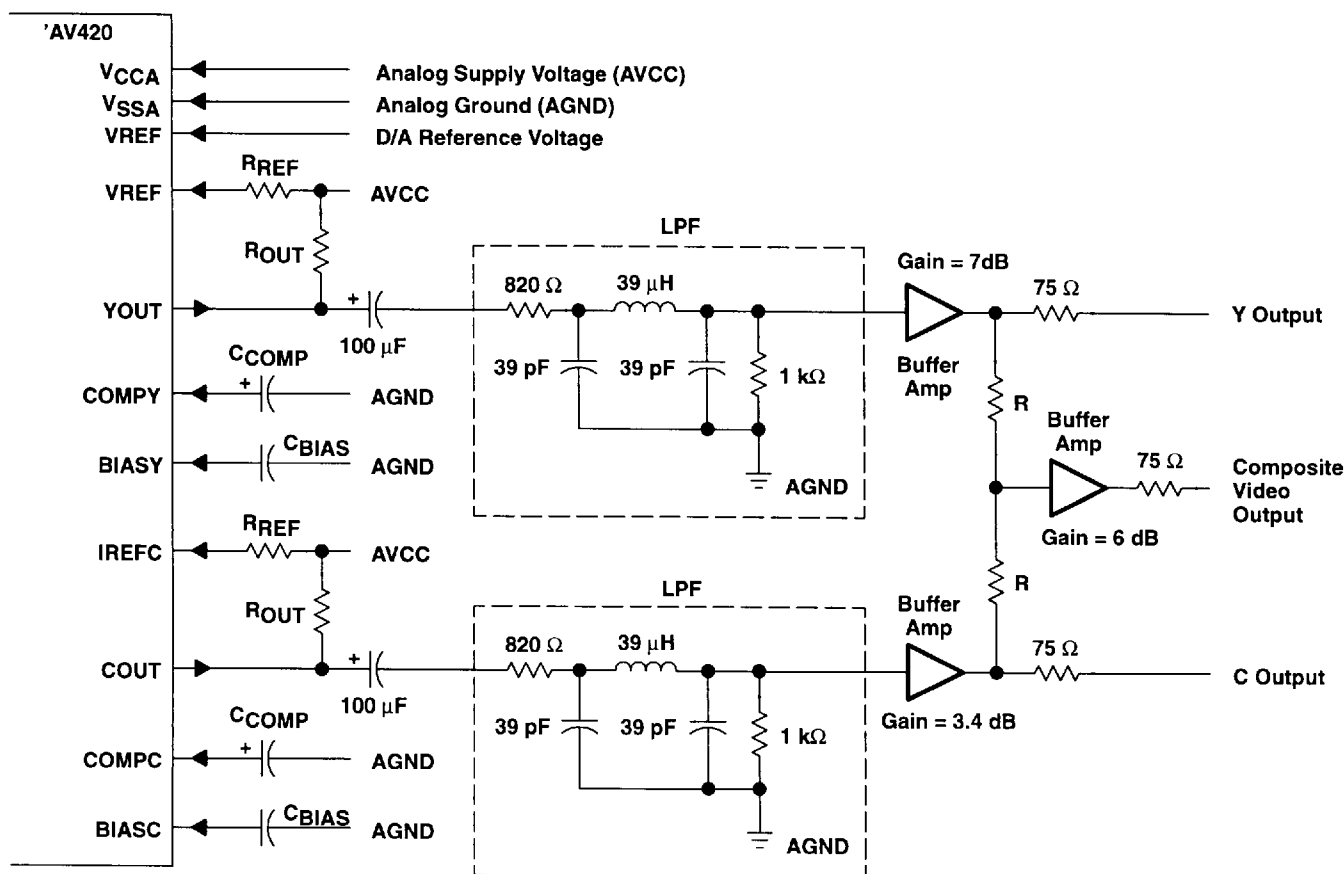 'AV420
VCCA
Analog Supply Voltage (AVCC)
VSSA
Analog Ground (AGND)
VREF
D/A Reference Voltage
RREF
VREF
AVCC
ROUT
LPF
820 Ω
39 μH
Gain = 7dB
75 Ω
YOUT
+
100 μF
Y Output
39 pF
39 pF
1 kΩ
Buffer
Amp
CCOMP
+
COMPY
AGND
R
CBIAS
BIASY
AGND
AGND
Buffer
Amp
75 Ω
Composite
Video
Output
Gain = 6 dB
RREF
IREFC
AVCC
ROUT
R
LPF
820 Ω
39 μH
Buffer
Amp
75 Ω
COUT
+
100 μF
C Output
39 pF
39 pF
1 kΩ
Gain = 3.4 dB
CCOMP
+
COMPC
AGND
CBIAS
BIASC
AGND
AGND